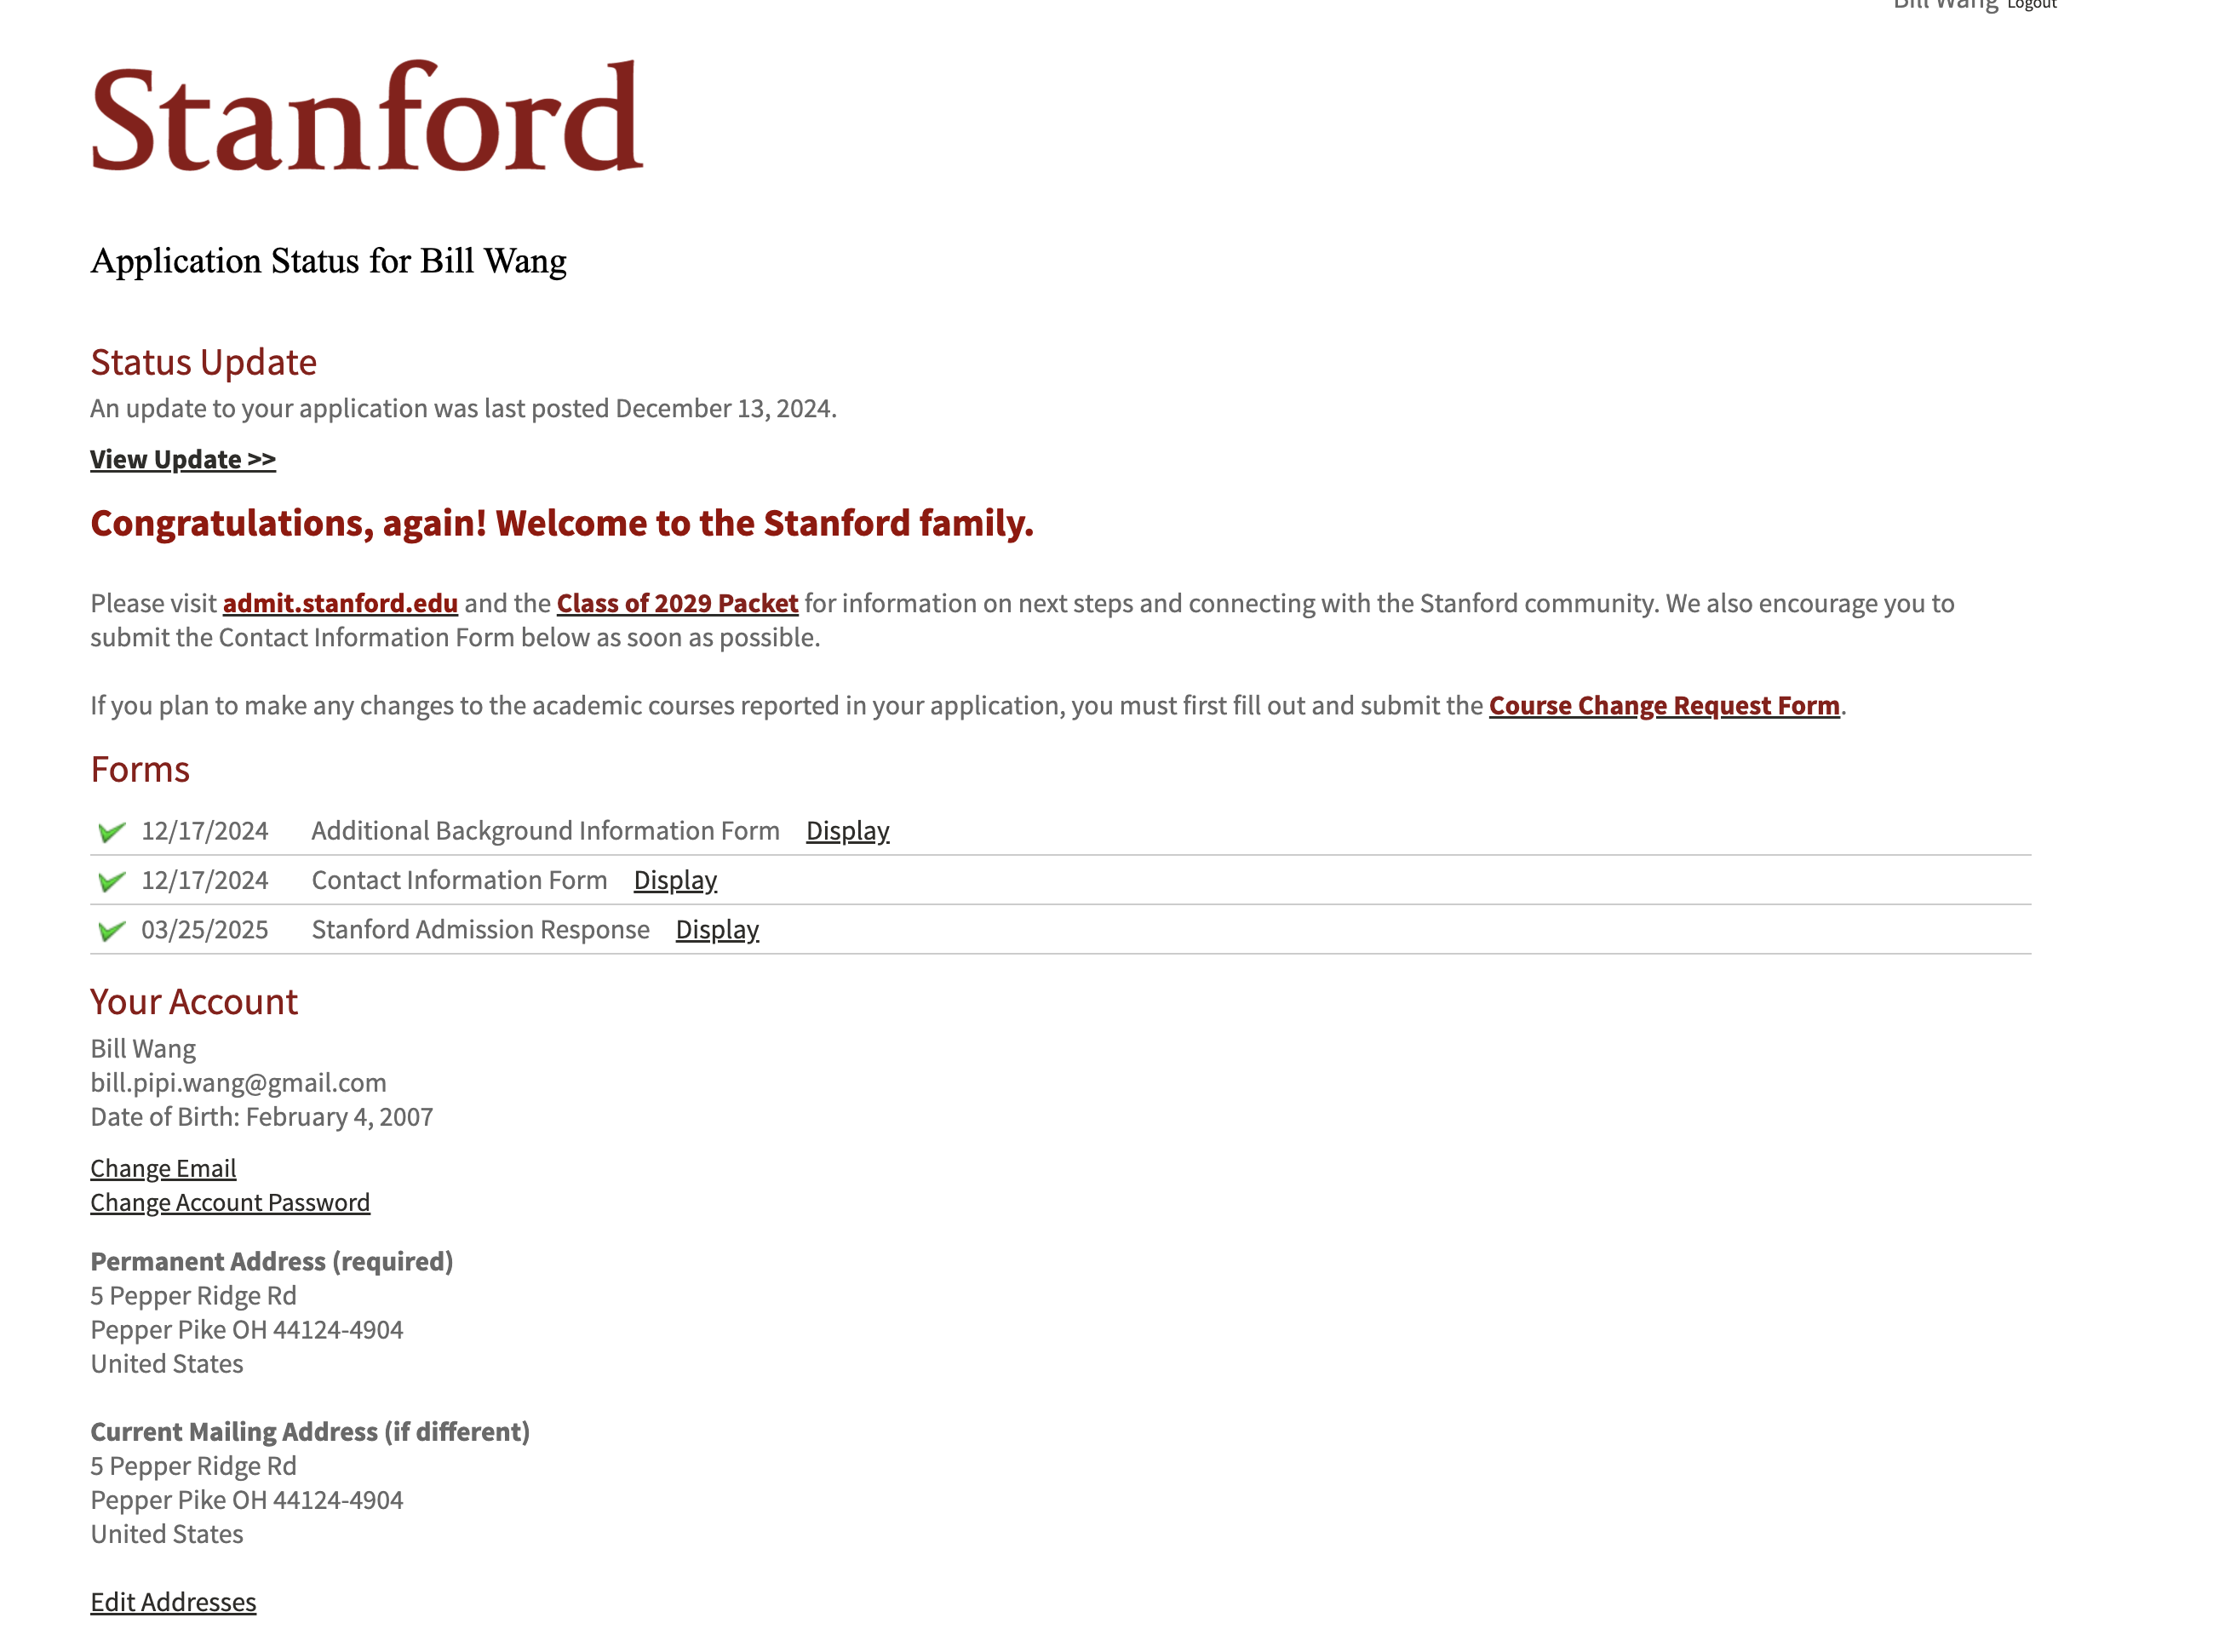 Bill Wang Logout
Stanford
Application Status for Bill Wang
Status Update
An update to your application was last posted December 13, 2024.
View Update >>
Congratulations, again! Welcome to the Stanford family.
Please visit admit.stanford.edu and the Class of 2029 Packet for information on next steps and connecting with the Stanford community. We also encourage you to
submit the Contact Information Form below as soon as possible.
If you plan to make any changes to the academic courses reported in your application, you must first fill out and submit the Course Change Request Form.
Forms
12/17/2024 Additional Background Information Form Display
12/17/2024 Contact Information Form Display
03/25/2025 Stanford Admission Response Display
Your Account
Bill Wang
bill.pipi.wang@gmail.com
Date of Birth: February 4, 2007
Change Email
Change Account Password
Permanent Address (required)
5 Pepper Ridge Rd
Pepper Pike OH 44124-4904
United States
Current Mailing Address (if different)
5 Pepper Ridge Rd
Pepper Pike OH 44124-4904
United States
Edit Addresses